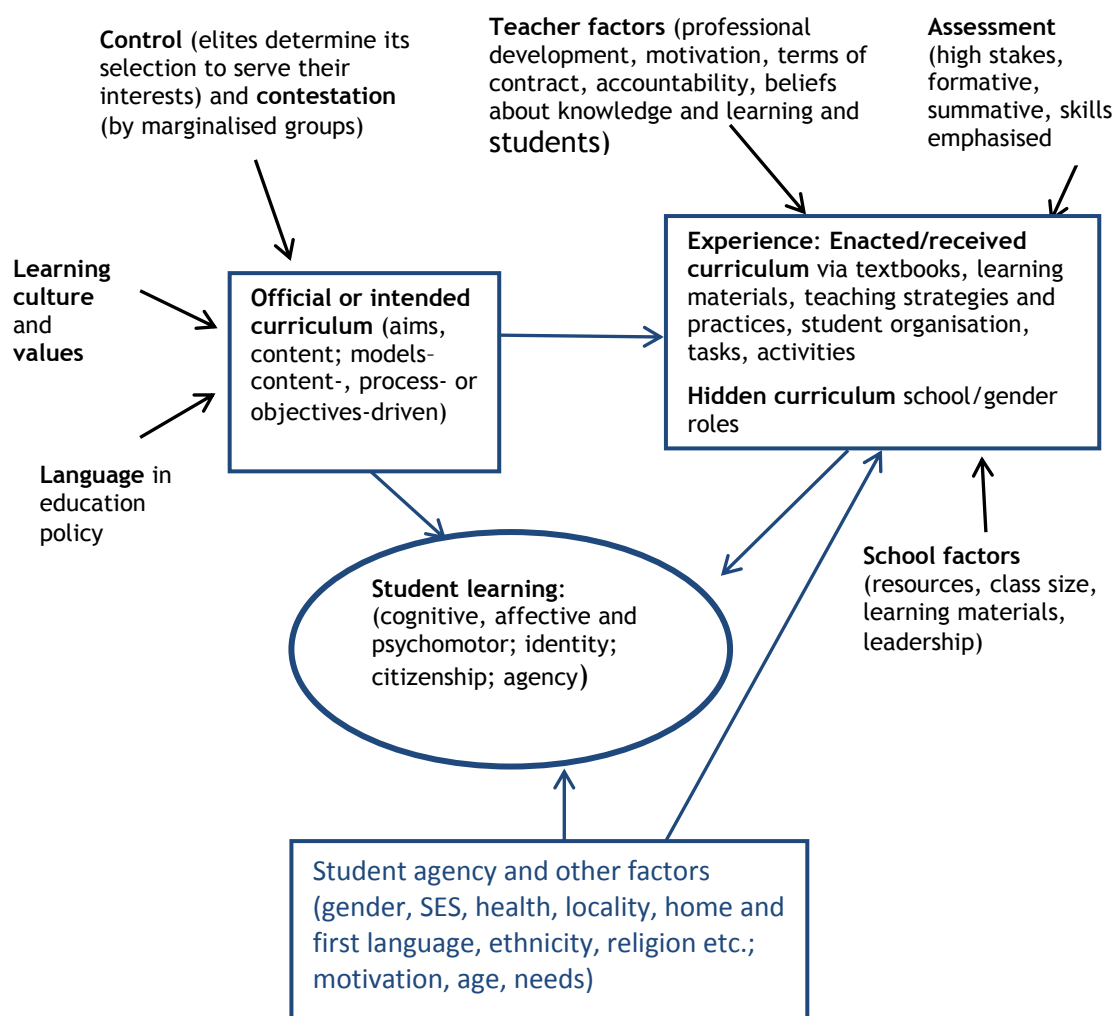 Control (elites determine its
selection to serve their
interests) and contestation
(by marginalised groups)
Teacher factors (professional
development, motivation, terms of
contract, accountability, beliefs
about knowledge and learning and
students)
Assessment
(high stakes,
formative,
summative, skills
emphasised
Learning
culture
and
values
Official or intended
curriculum (aims,
content; models–
content-, process- or
objectives-driven)
Experience: Enacted/received
curriculum via textbooks, learning
materials, teaching strategies and
practices, student organisation,
tasks, activities
Hidden curriculum school/gender
roles
Language in
education
policy
Student learning:
(cognitive, affective and
psychomotor; identity;
citizenship; agency)
School factors
(resources, class size,
learning materials,
leadership)
Student agency and other factors
(gender, SES, health, locality, home and
first language, ethnicity, religion etc.;
motivation, age, needs)